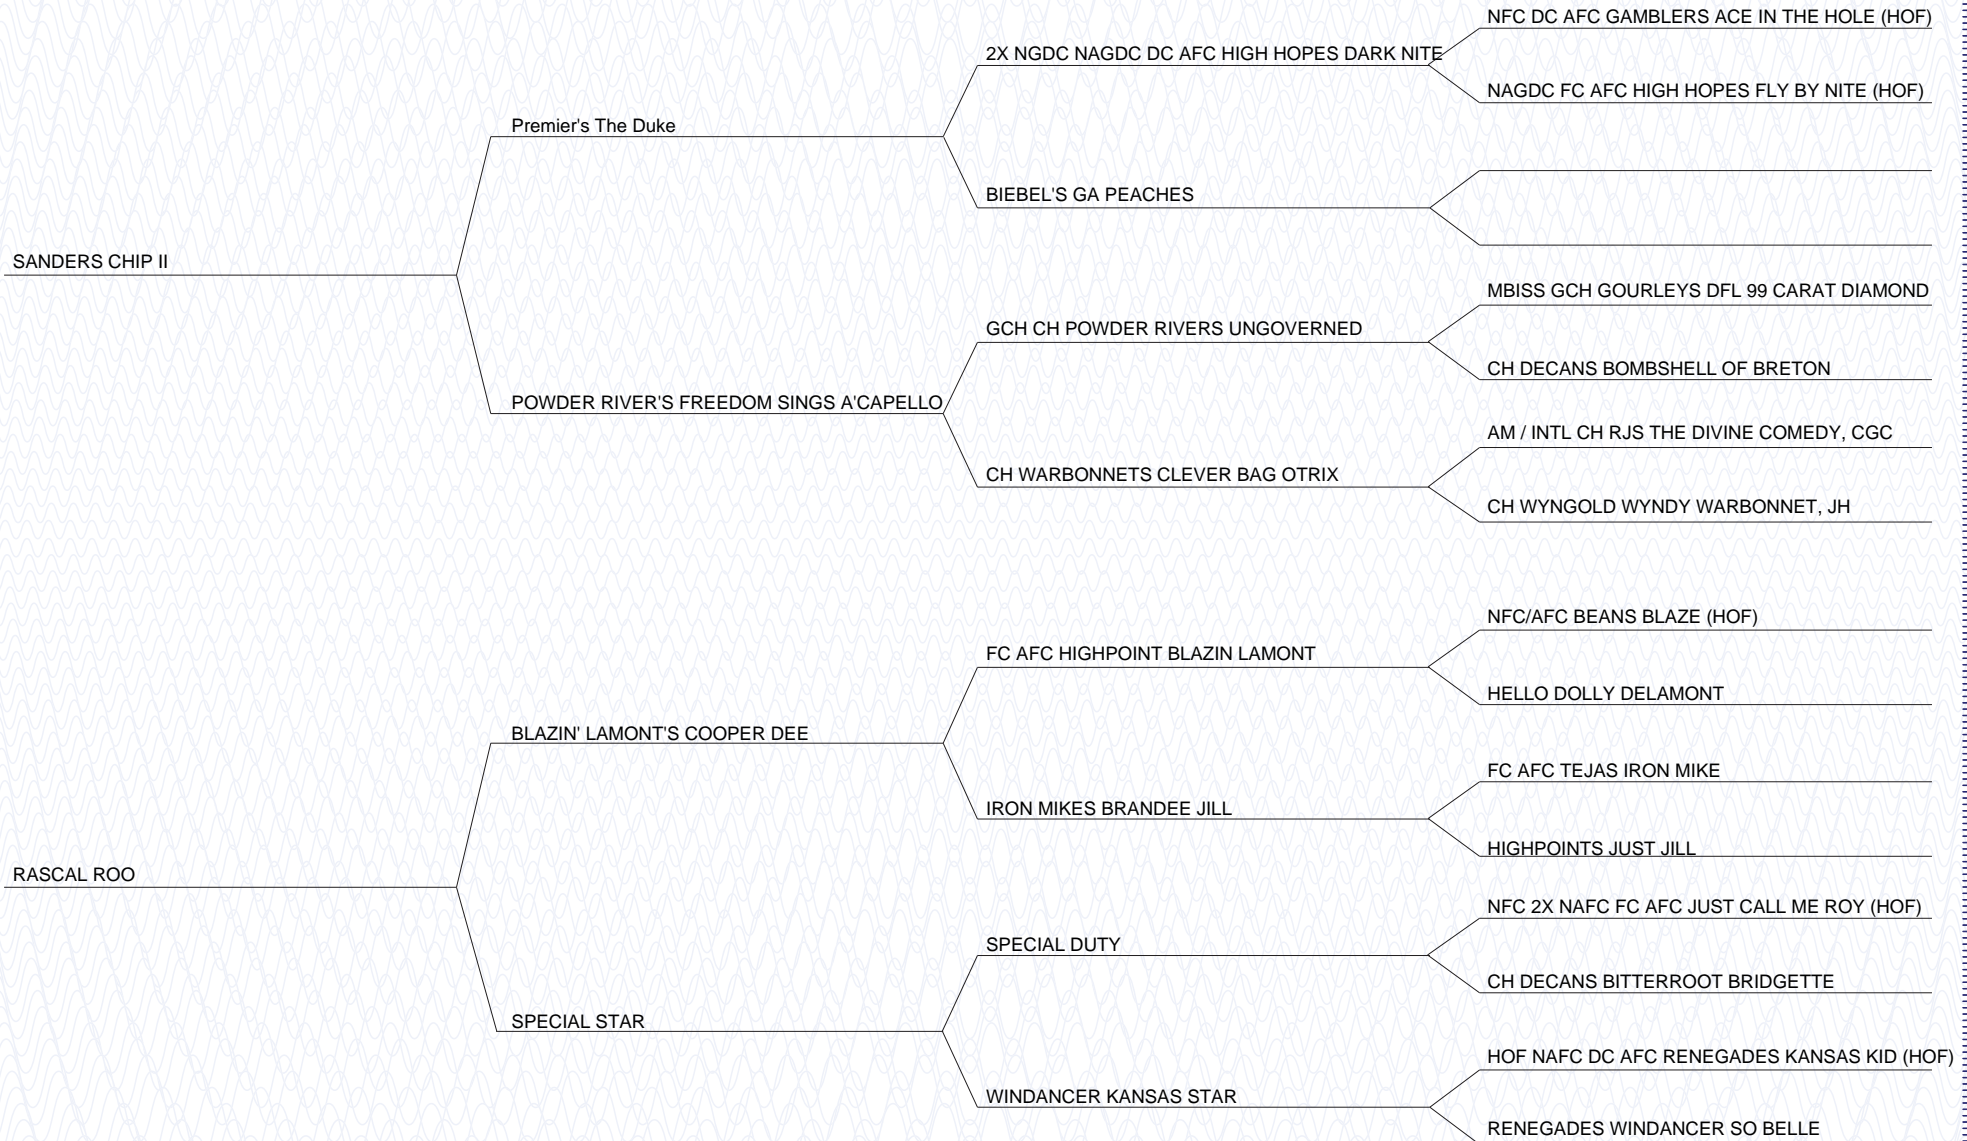 NFC DC AFC GAMBLERS ACE IN THE HOLE (HOF)
2X NGDC NAGDC DC AFC HIGH HOPES DARK NITE
NAGDC FC AFC HIGH HOPES FLY BY NITE (HOF)
Premier's The Duke
BIEBEL'S GA PEACHES
SANDERS CHIP II
MBISS GCH GOURLEYS DFL 99 CARAT DIAMOND
GCH CH POWDER RIVERS UNGOVERNED
CH DECANS BOMBSHELL OF BRETON
POWDER RIVER'S FREEDOM SINGS A'CAPELLO
AM / INTL CH RJS THE DIVINE COMEDY, CGC
CH WARBONNETS CLEVER BAG OTRIX
CH WYNGOLD WYNDY WARBONNET, JH
NFC/AFC BEANS BLAZE (HOF)
FC AFC HIGHPOINT BLAZIN LAMONT
HELLO DOLLY DELAMONT
BLAZIN' LAMONT'S COOPER DEE
FC AFC TEJAS IRON MIKE
IRON MIKES BRANDEE JILL
HIGHPOINTS JUST JILL
RASCAL ROO
NFC 2X NAFC FC AFC JUST CALL ME ROY (HOF)
SPECIAL DUTY
CH DECANS BITTERROOT BRIDGETTE
SPECIAL STAR
HOF NAFC DC AFC RENEGADES KANSAS KID (HOF)
WINDANCER KANSAS STAR
RENEGADES WINDANCER SO BELLE